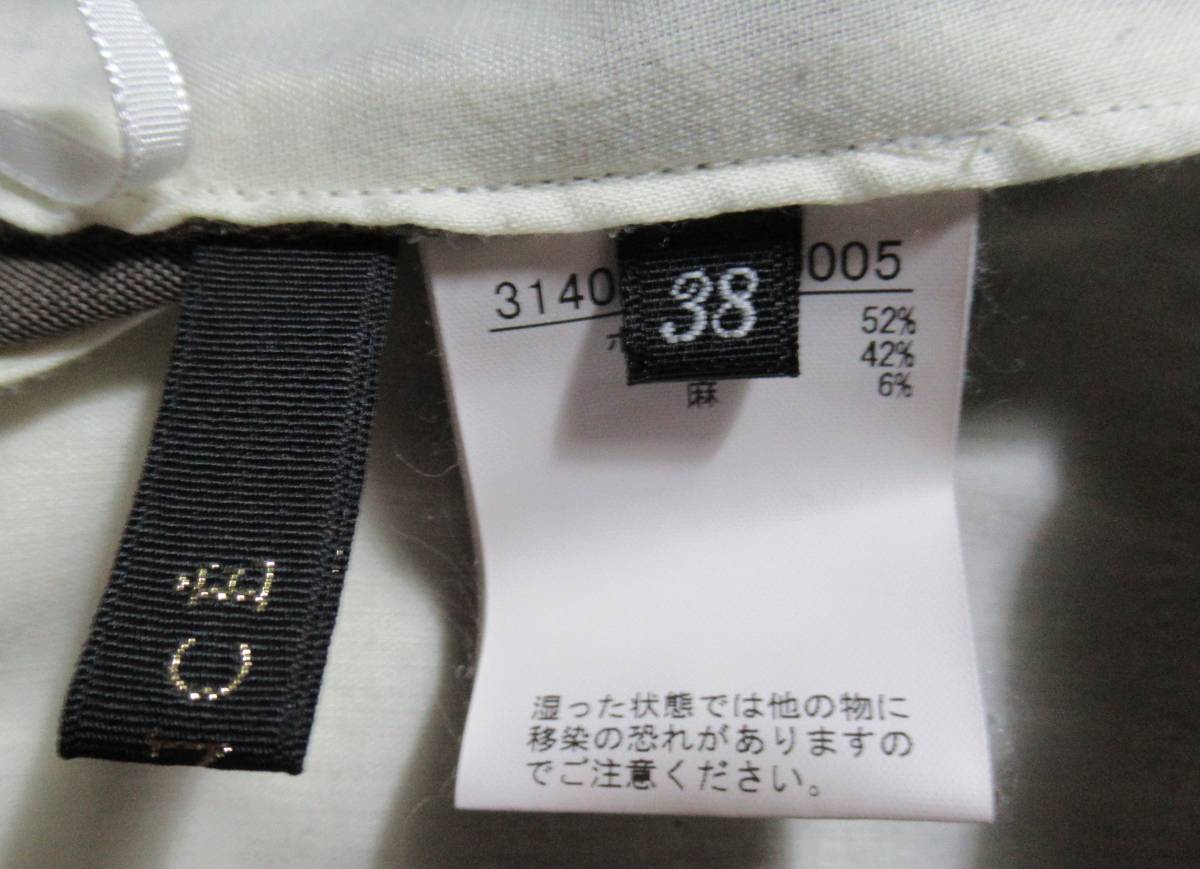 3140
38
005
52%
42%
麻 6%
湿った状態では他の物に
移染の恐れがありますの
でご注意ください。
CE